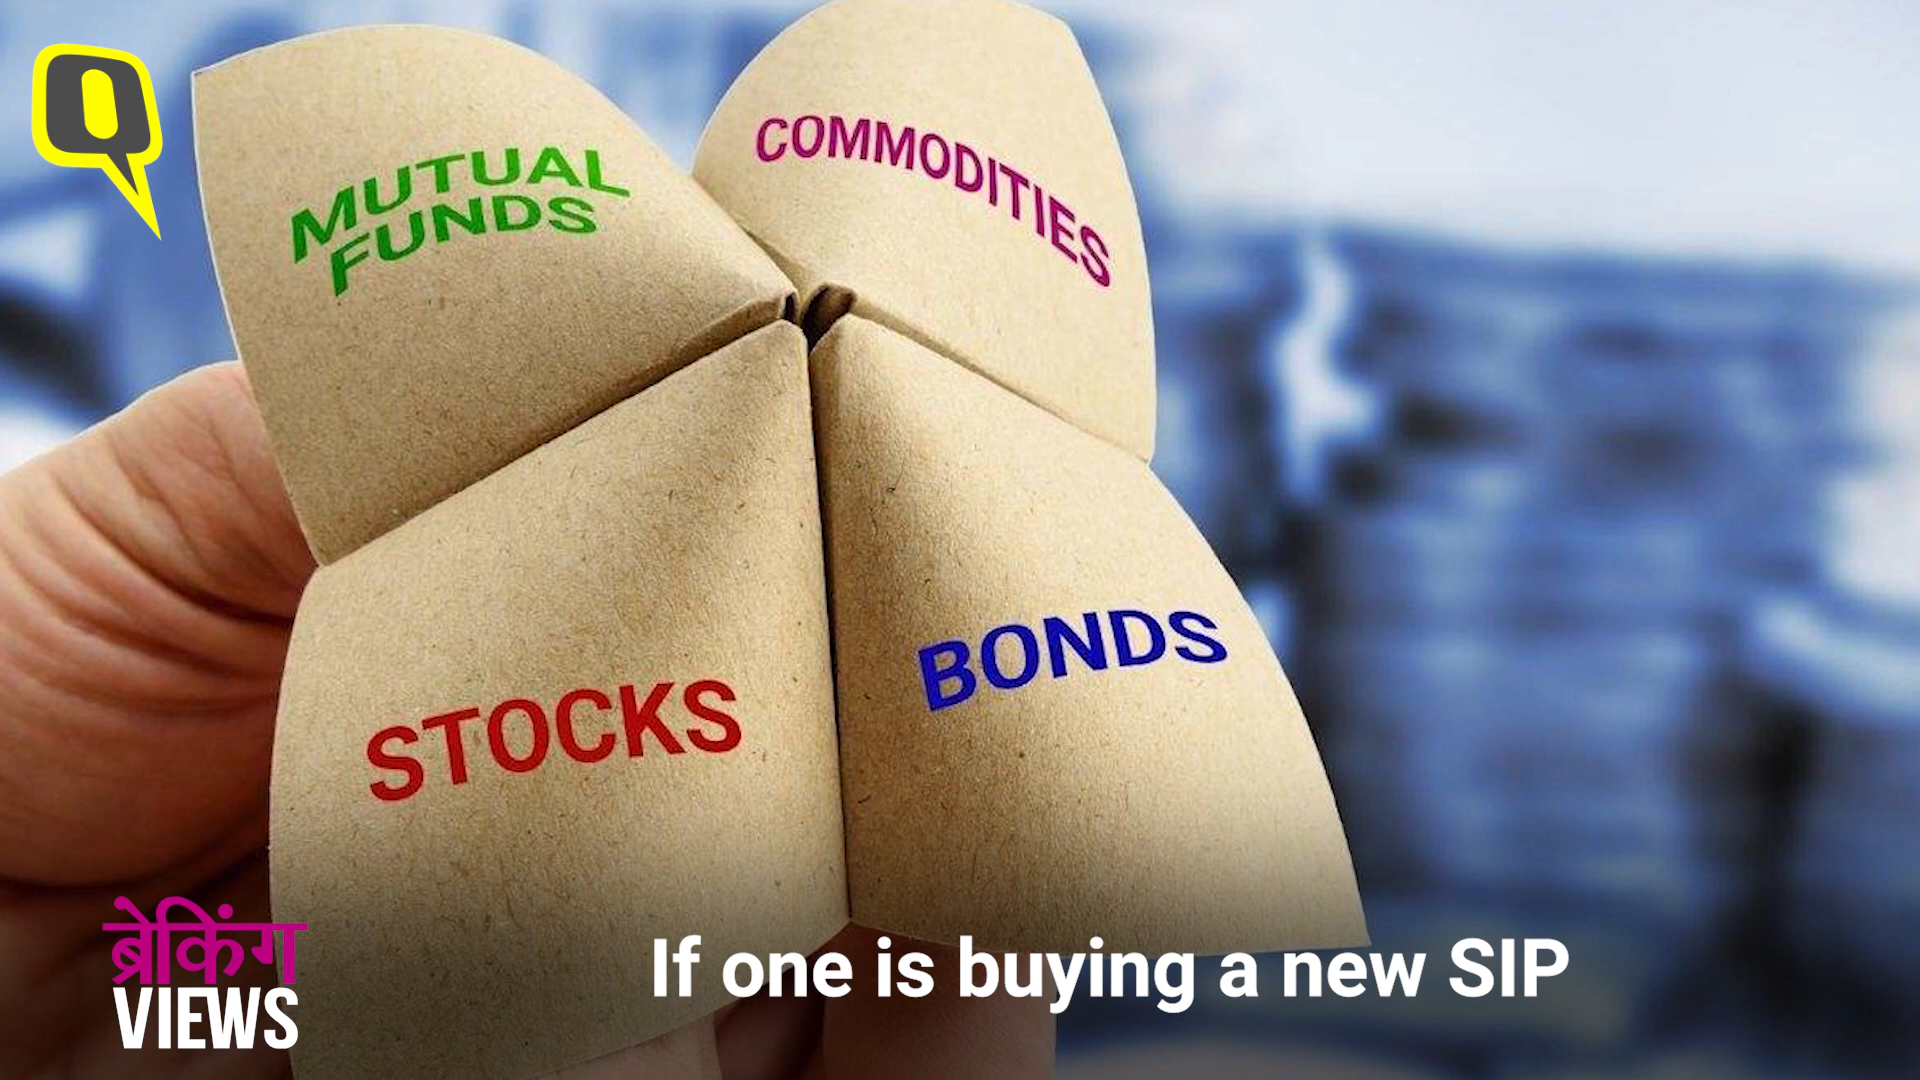 Q
MUTUAL
FUNDS
COMMODITIES
STOCKS
BONDS
ब्रेकिंग
VIEWS
If one is buying a new SIP